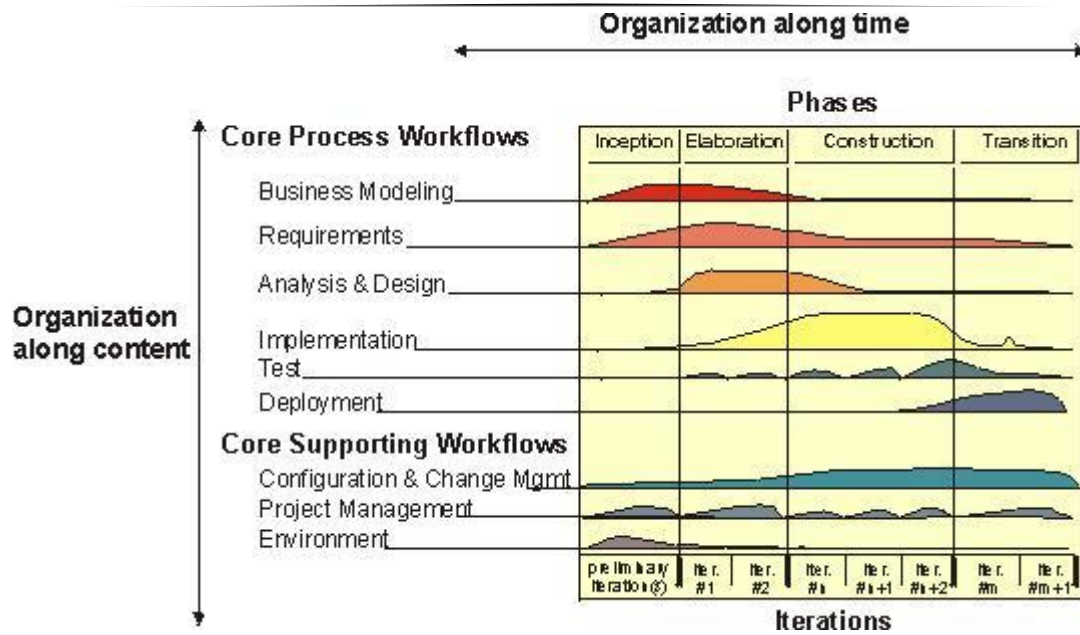 Organization along time
Phases
Core Process Workflows
Inception Elaboration Construction Transition
Business Modeling
Requirements
Analysis & Design
Organization
along content
Implementation
Test
Deployment
Core Supporting Workflows
Configuration & Change Mgmt
Project Management
Environment
preliminary iteration(s)
Iter. #1
Iter. #2
Iter. #n
Iter. #n+1
Iter. #n+2
Iter. #m
Iter. #m+1
Iterations